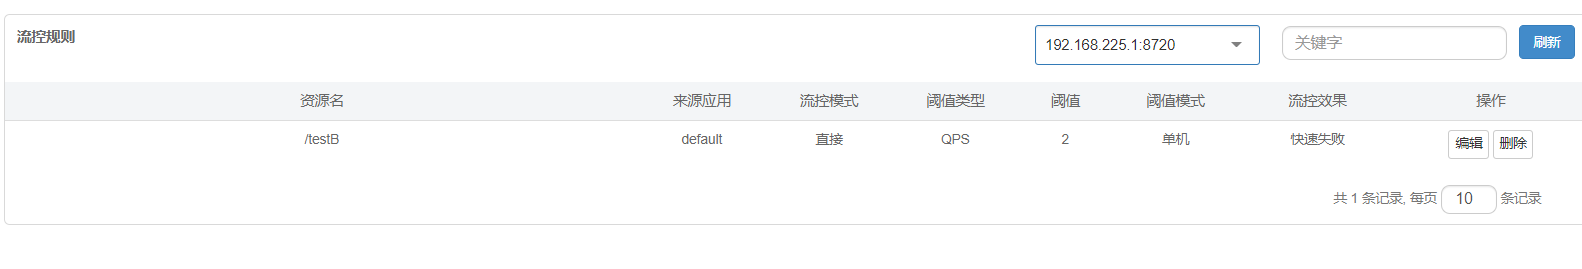 流控规则 192.168.225.1:8720 关键字 刷新
资源名 来源应用 流控模式 阈值类型 阈值 阈值模式 流控效果 操作
/testB default 直接 QPS 2 单机 快速失败 编辑 删除
共 1 条记录, 每页 10 条记录